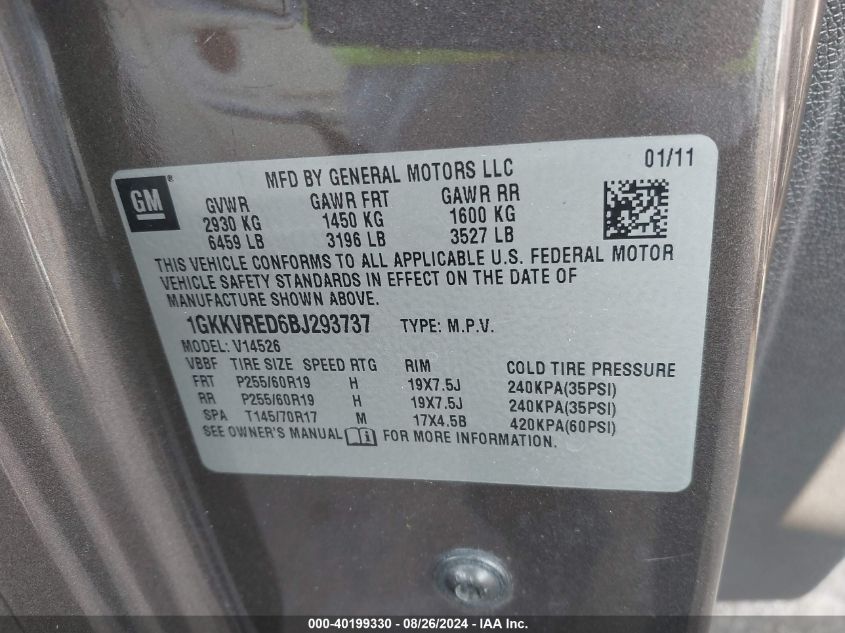 01/11
MFD BY GENERAL MOTORS LLC
GM®
GVWR GAWR FRT GAWR RR
2930 KG 1450 KG 1600 KG
6459 LB 3196 LB 3527 LB
THIS VEHICLE CONFORMS TO ALL APPLICABLE U.S. FEDERAL MOTOR
VEHICLE SAFETY STANDARDS IN EFFECT ON THE DATE OF
MANUFACTURE SHOWN ABOVE.
1GKKVRED6BJ293737 TYPE: M.P.V.
MODEL: V14526
VBBF TIRE SIZE SPEED RTG RIM COLD TIRE PRESSURE
FRT P255/60R19 H 19X7.5J 240KPA(35PSI)
RR P255/60R19 H 19X7.5J 240KPA(35PSI)
SPA T145/70R17 M 17X4.5B 420KPA(60PSI)
SEE OWNER'S MANUAL FOR MORE INFORMATION.
000-40199330 - 08/26/2024 - IAA Inc.